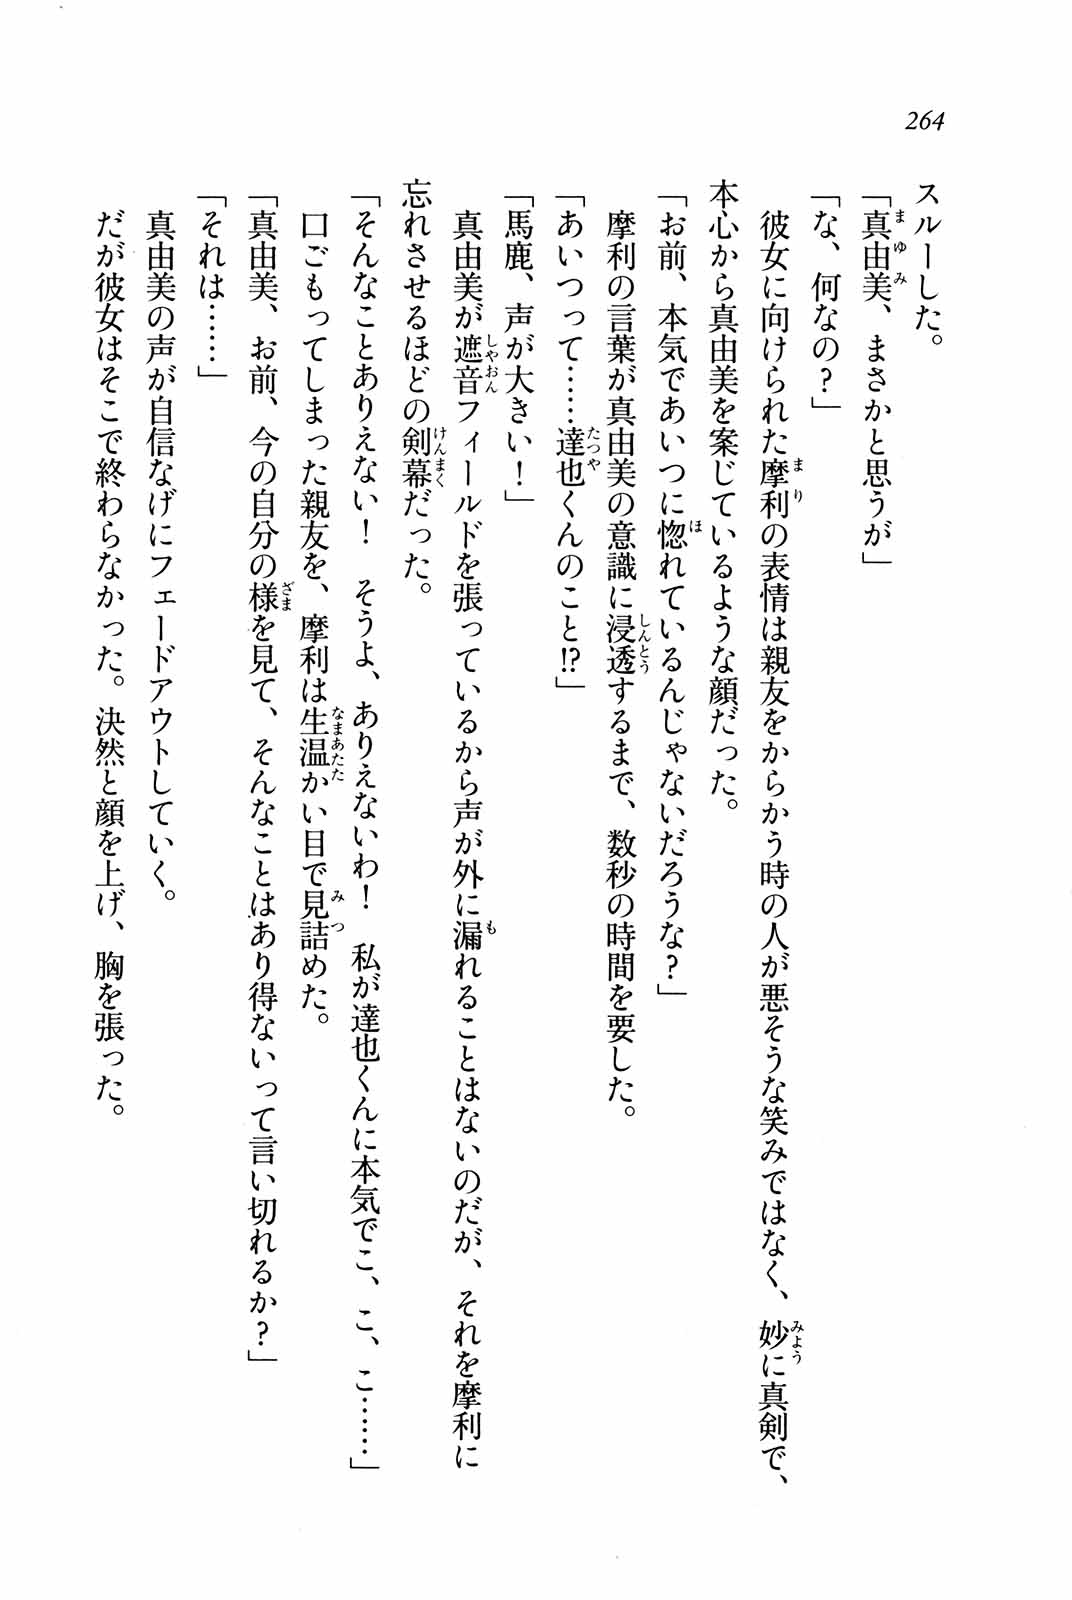 264
スルーした。
「真由美、まさかと思うが」
「な、何なの？」
　彼女に向けられた摩利の表情は親友をからかう時の人が悪そうな笑みではなく、妙に真剣で、
本心から真由美を案じているような顔だった。
「お前、本気であいつに惚れているんじゃないだろうな？」
　摩利の言葉が真由美の意識に浸透するまで、数秒の時間を要した。
「あいつって……達也くんのこと!?」
「馬鹿、声が大きい！」
　真由美が遮音フィールドを張っているから声が外に漏れることはないのだが、それを摩利に
忘れさせるほどの剣幕だった。
「そんなことありえない！　そうよ、ありえないわ！　私が達也くんに本気でこ、こ、こ……」
　口ごもってしまった親友を、摩利は生温かい目で見詰めた。
「真由美、お前、今の自分の様を見て、そんなことはあり得ないって言い切れるか？」
「それは……」
　真由美の声が自信なげにフェードアウトしていく。
　だが彼女はそこで終わらなかった。決然と顔を上げ、胸を張った。